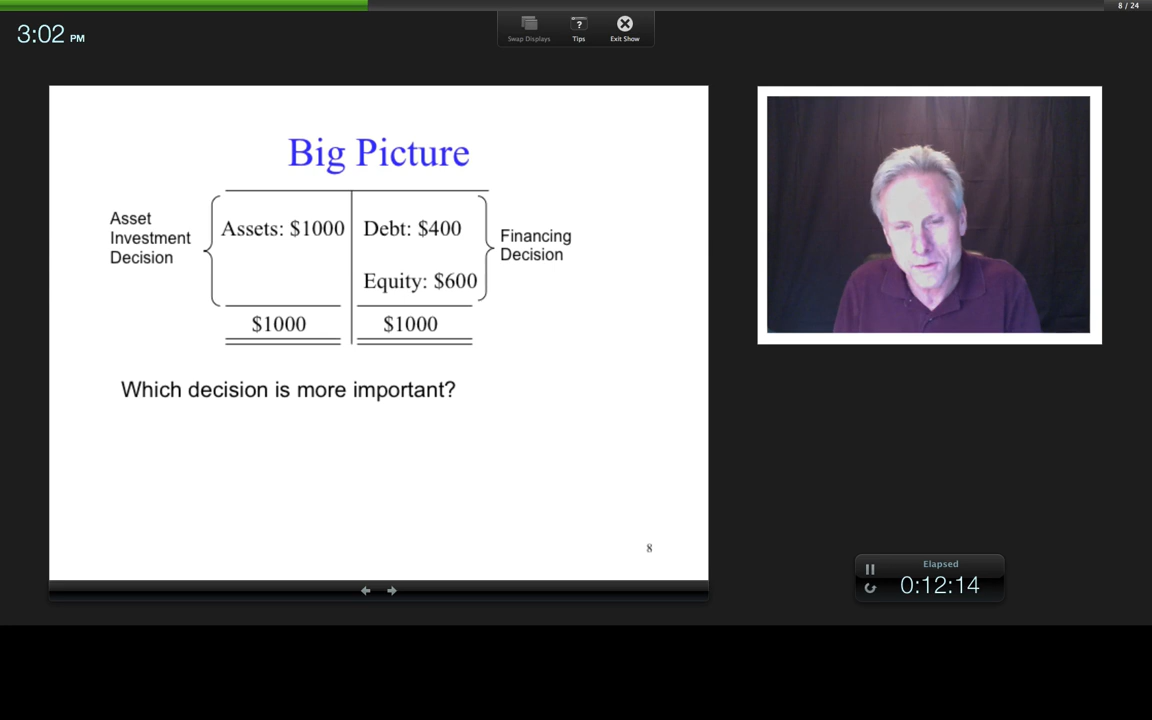 8 / 24
3:02 PM
Swap Displays
Tips
Exit Show
Big Picture
Asset
Investment
Decision
Assets: $1000
Debt: $400
Equity: $600
Financing
Decision
$1000
$1000
Which decision is more important?
8
Elapsed
0:12:14